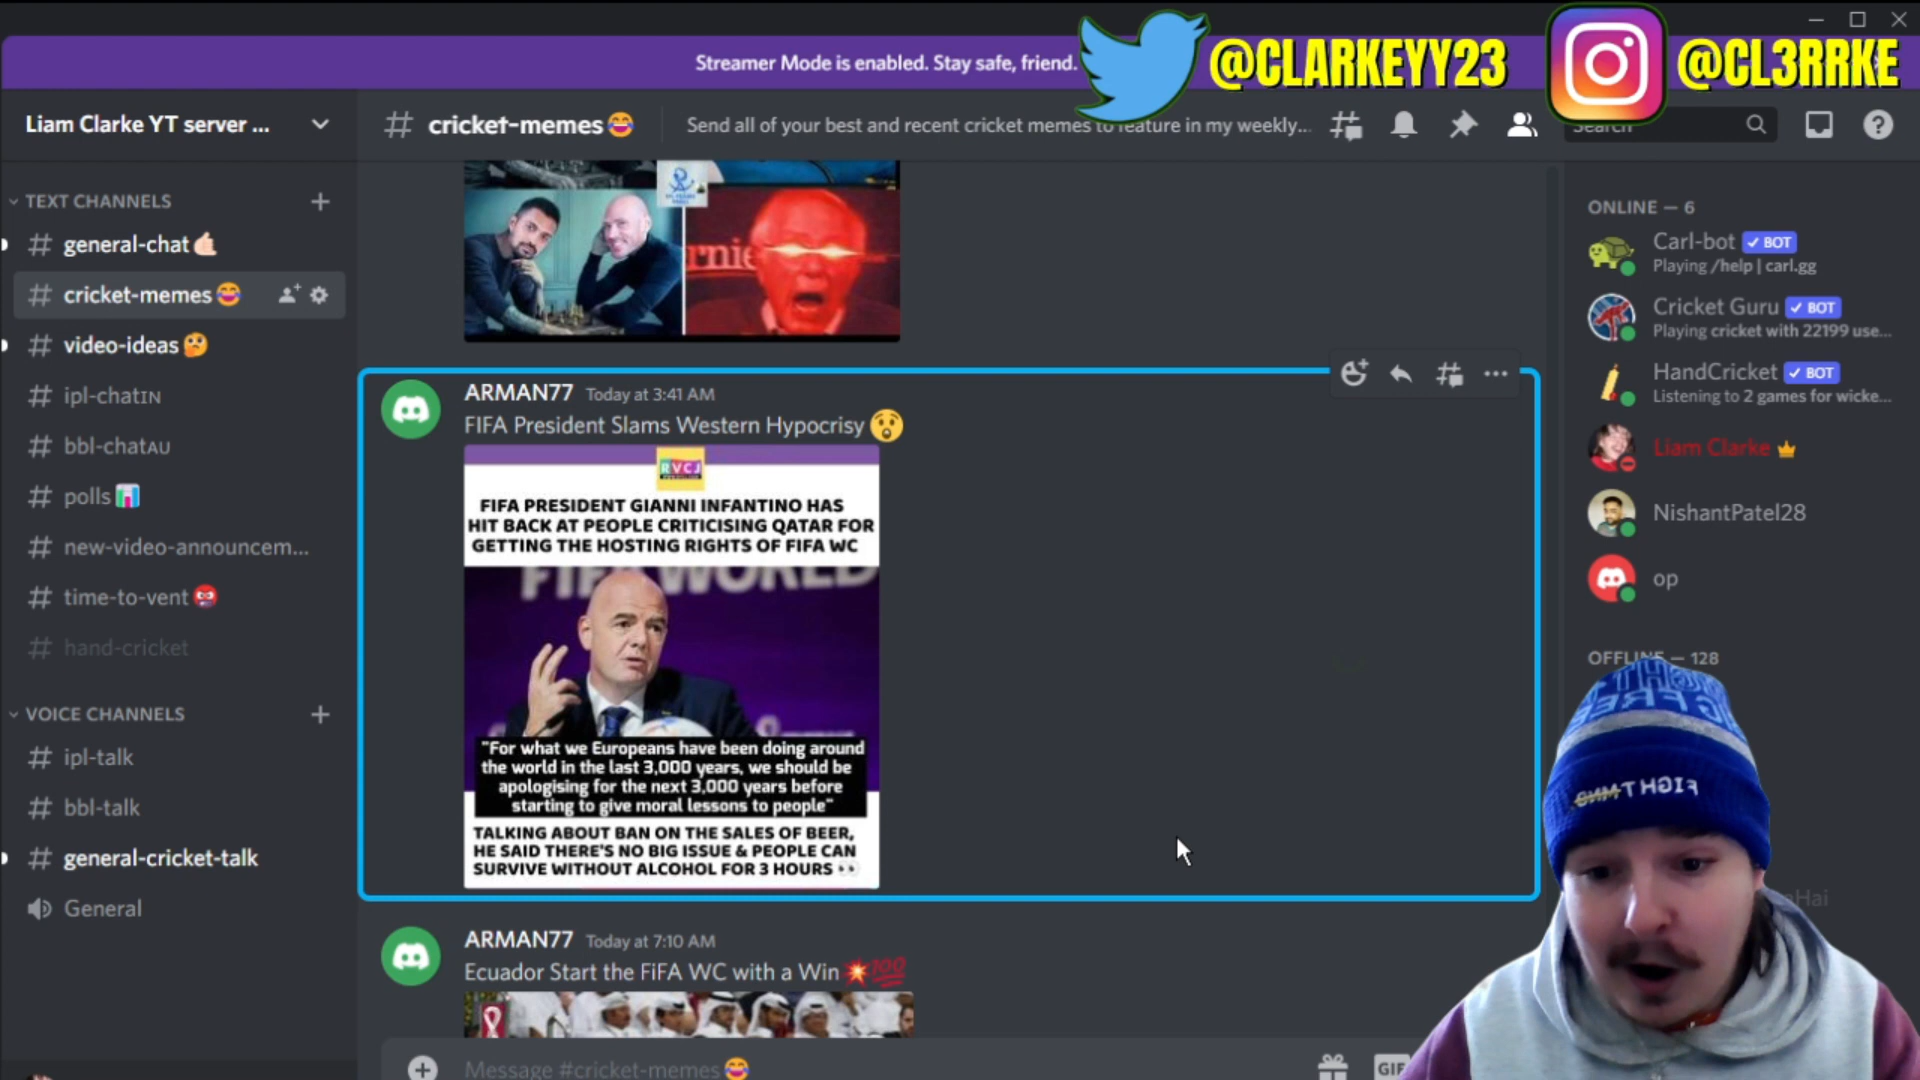 Streamer Mode is enabled. Stay safe, friend.
@CLARKEYY23
@CL3RRKE
Liam Clarke YT server ...
cricket-memes😂
Send all of your best and recent cricket memes to feature in my weekly...
Search
TEXT CHANNELS
general-chat🤙
cricket-memes😂
video-ideas🤔
ipl-chatIN
bbl-chatAU
polls📊
new-video-announcem...
time-to-vent👹
hand-cricket
VOICE CHANNELS
ipl-talk
bbl-talk
general-cricket-talk
General
rnie
ARMAN77 Today at 3:41 AM
FIFA President Slams Western Hypocrisy😲
RVCJ
FIFA PRESIDENT GIANNI INFANTINO HAS
HIT BACK AT PEOPLE CRITICISING QATAR FOR
GETTING THE HOSTING RIGHTS OF FIFA WC
FIFA WORLD
"For what we Europeans have been doing around
the world in the last 3,000 years, we should be
apologising for the next 3,000 years before
starting to give moral lessons to people"
TALKING ABOUT BAN ON THE SALES OF BEER,
HE SAID THERE'S NO BIG ISSUE & PEOPLE CAN
SURVIVE WITHOUT ALCOHOL FOR 3 HOURS 👀
ARMAN77 Today at 7:10 AM
Ecuador Start the FiFA WC with a Win💥💯
Message #cricket-memes😂
GIF
ONLINE — 6
Carl-bot ✓ BOT
Playing /help | carl.gg
Cricket Guru ✓ BOT
Playing cricket with 22199 use...
HandCricket ✓ BOT
Listening to 2 games for wicke...
Liam Clarke
NishantPatel28
op
OFFLINE — 128
nHai
FIGHT MND